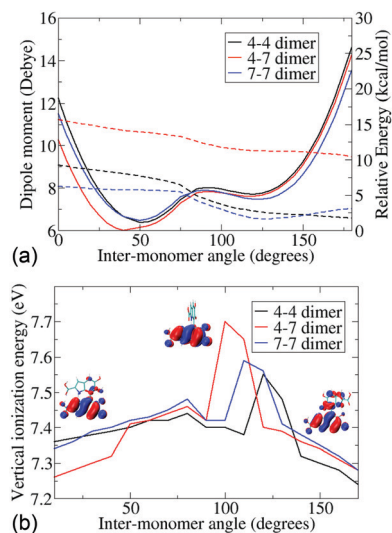 16
14
12
10
8
6
Dipole moment (Debye)
4-4 dimer
4-7 dimer
7-7 dimer
30
25
20
15
10
5
0
Relative Energy (kcal/mol)
0 50 100 150
Inter-monomer angle (degrees)
(a)
7.7
7.6
7.5
7.4
7.3
7.2
Vertical ionization energy (eV)
4-4 dimer
4-7 dimer
7-7 dimer
50 100 150
Inter-monomer angle (degrees)
(b)